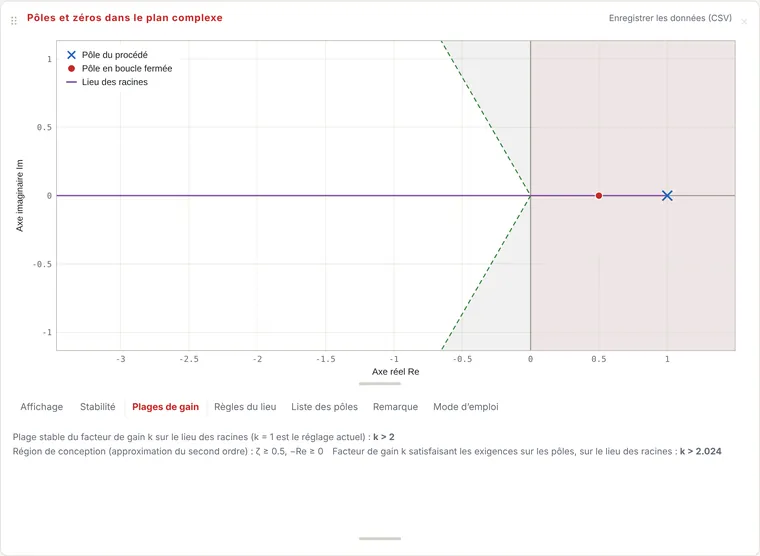 Pôles et zéros dans le plan complexe
Enregistrer les données (CSV)
×
Pôle du procédé
Pôle en boucle fermée
Lieu des racines
Axe imaginaire Im
1
0.5
0
-0.5
-1
-3 -2.5 -2 -1.5 -1 -0.5 0 0.5 1
Axe réel Re
Affichage Stabilité Plages de gain Règles du lieu Liste des pôles Remarque Mode d'emploi
Plage stable du facteur de gain k sur le lieu des racines (k = 1 est le réglage actuel) : k > 2
Région de conception (approximation du second ordre) : ζ ≥ 0.5, −Re ≥ 0 Facteur de gain k satisfaisant les exigences sur les pôles, sur le lieu des racines : k > 2.024